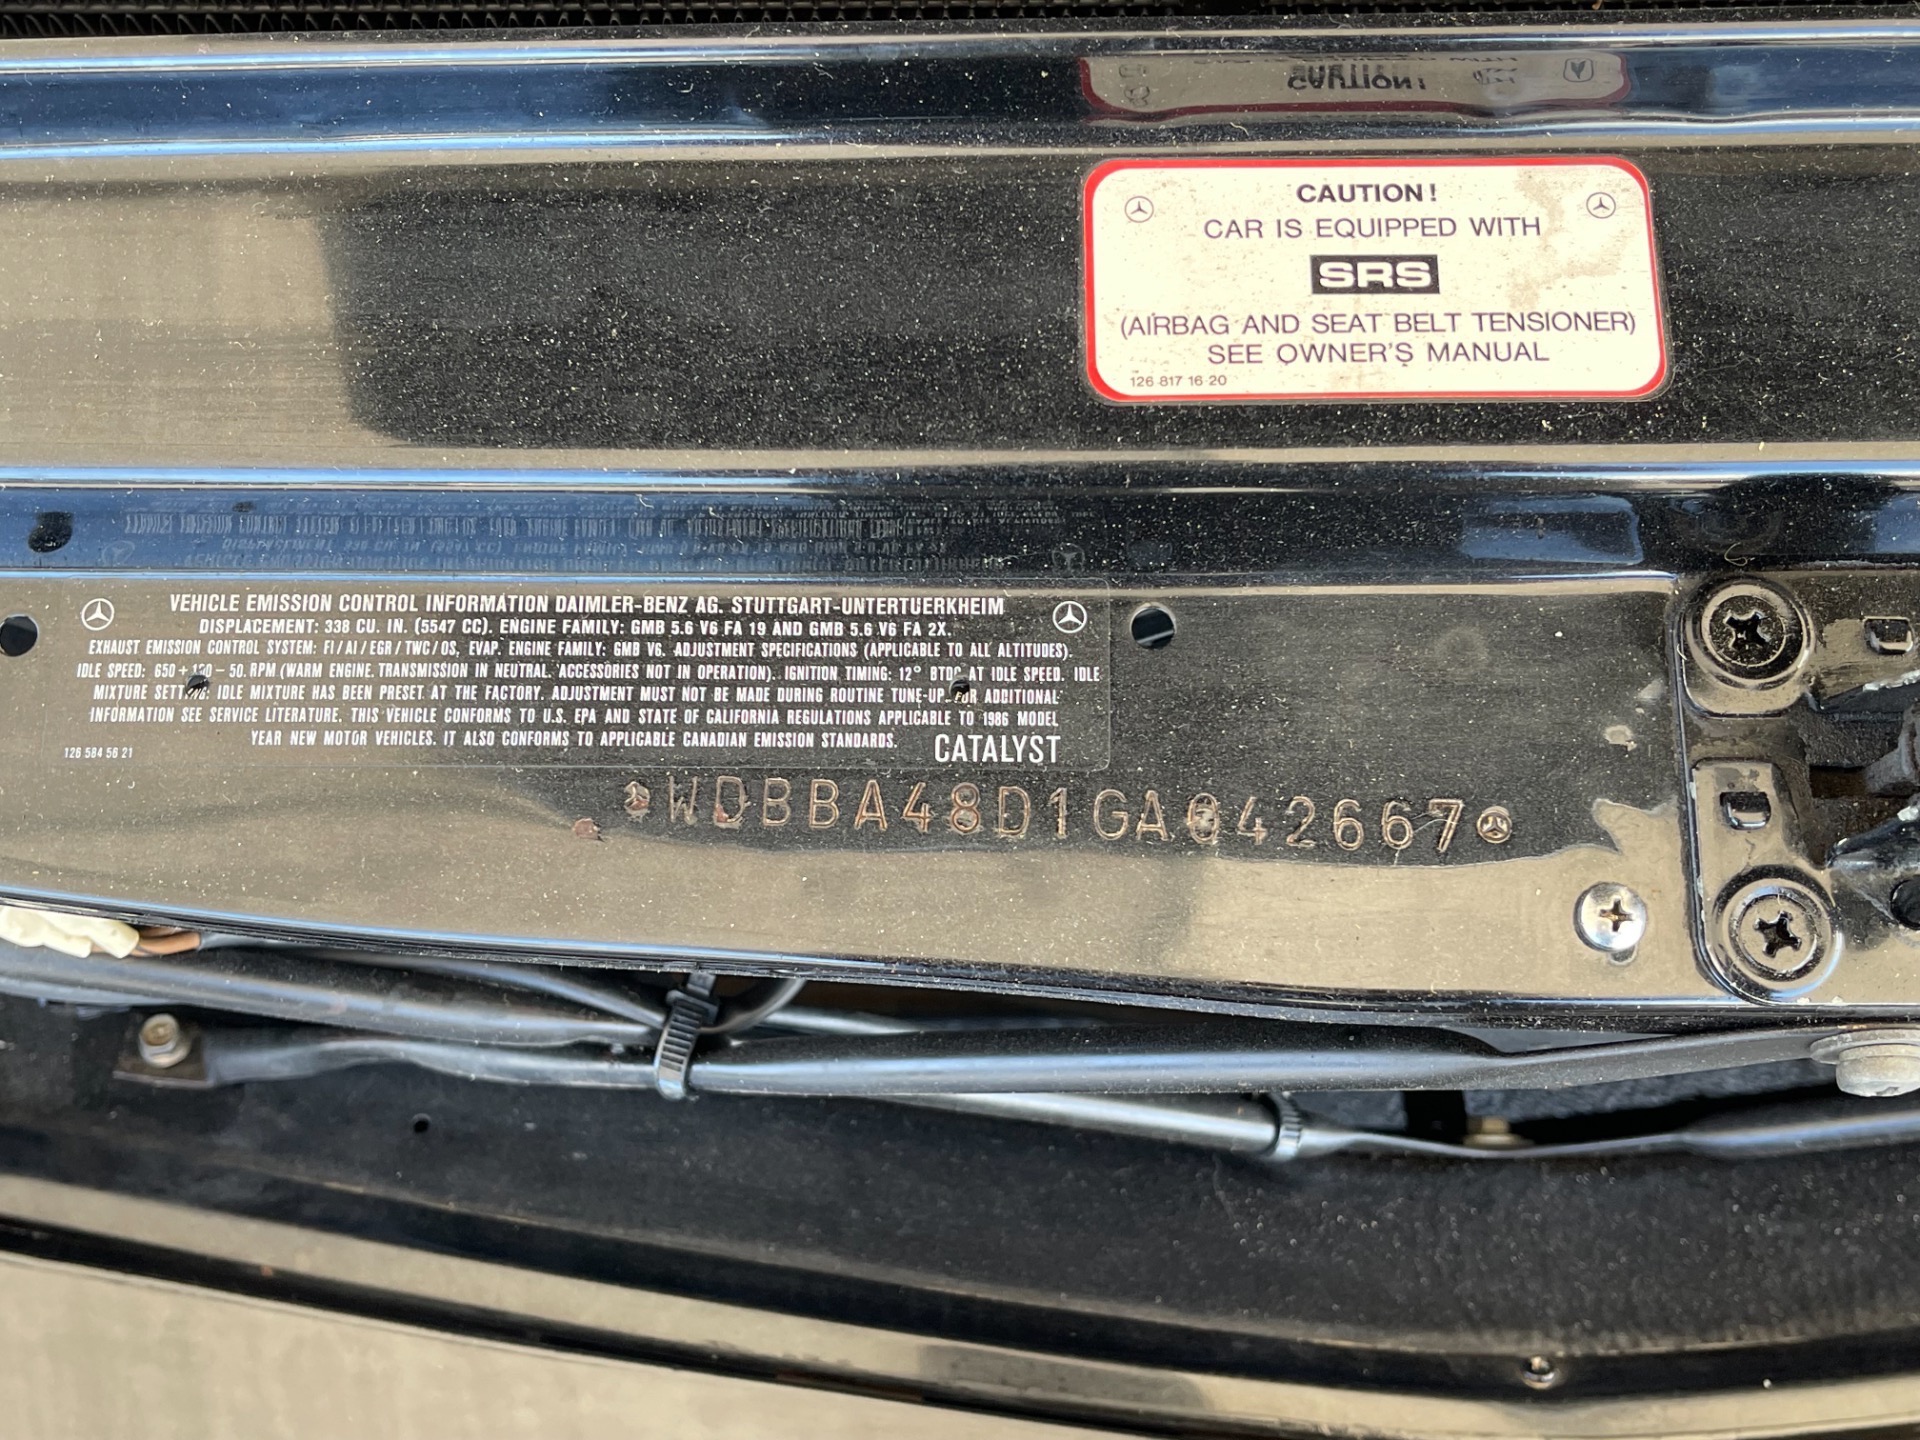 CAUTION!
CAR IS EQUIPPED WITH
SRS
(AIRBAG AND SEAT BELT TENSIONER)
SEE OWNER'S MANUAL
126 817 16 20
VEHICLE EMISSION CONTROL INFORMATION DAIMLER-BENZ AG. STUTTGART-UNTERTUERKHEIM
DISPLACEMENT: 338 CU. IN. (5547 CC). ENGINE FAMILY: GMB 5.6 V6 FA 19 AND GMB 5.6 V6 FA 2X.
EXHAUST EMISSION CONTROL SYSTEM: FI/AI/EGR/TWC/OS, EVAP. ENGINE FAMILY: GMB V6. ADJUSTMENT SPECIFICATIONS (APPLICABLE TO ALL ALTITUDES).
IDLE SPEED: 650 + 100 - 50. RPM (WARM ENGINE. TRANSMISSION IN NEUTRAL. ACCESSORIES NOT IN OPERATION). IGNITION TIMING: 12° BTDC AT IDLE SPEED. IDLE
MIXTURE SETTING: IDLE MIXTURE HAS BEEN PRESET AT THE FACTORY. ADJUSTMENT MUST NOT BE MADE DURING ROUTINE TUNE-UP. FOR ADDITIONAL
INFORMATION SEE SERVICE LITERATURE. THIS VEHICLE CONFORMS TO U.S. EPA AND STATE OF CALIFORNIA REGULATIONS APPLICABLE TO 1986 MODEL
YEAR NEW MOTOR VEHICLES. IT ALSO CONFORMS TO APPLICABLE CANADIAN EMISSION STANDARDS. CATALYST
126 584 56 21
WDBBA48D1GA042667